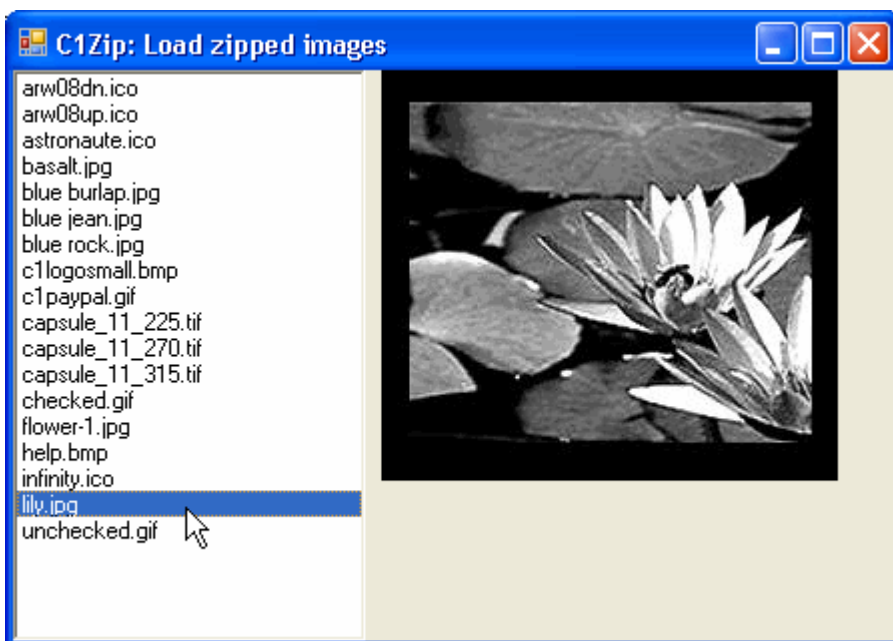 C1Zip: Load zipped images
arw08dn.ico
arw08up.ico
astronaute.ico
basalt.jpg
blue burlap.jpg
blue jean.jpg
blue rock.jpg
c1logosmall.bmp
c1paypal.gif
capsule_11_225.tif
capsule_11_270.tif
capsule_11_315.tif
checked.gif
flower-1.jpg
help.bmp
infinity.ico
lily.jpg
unchecked.gif